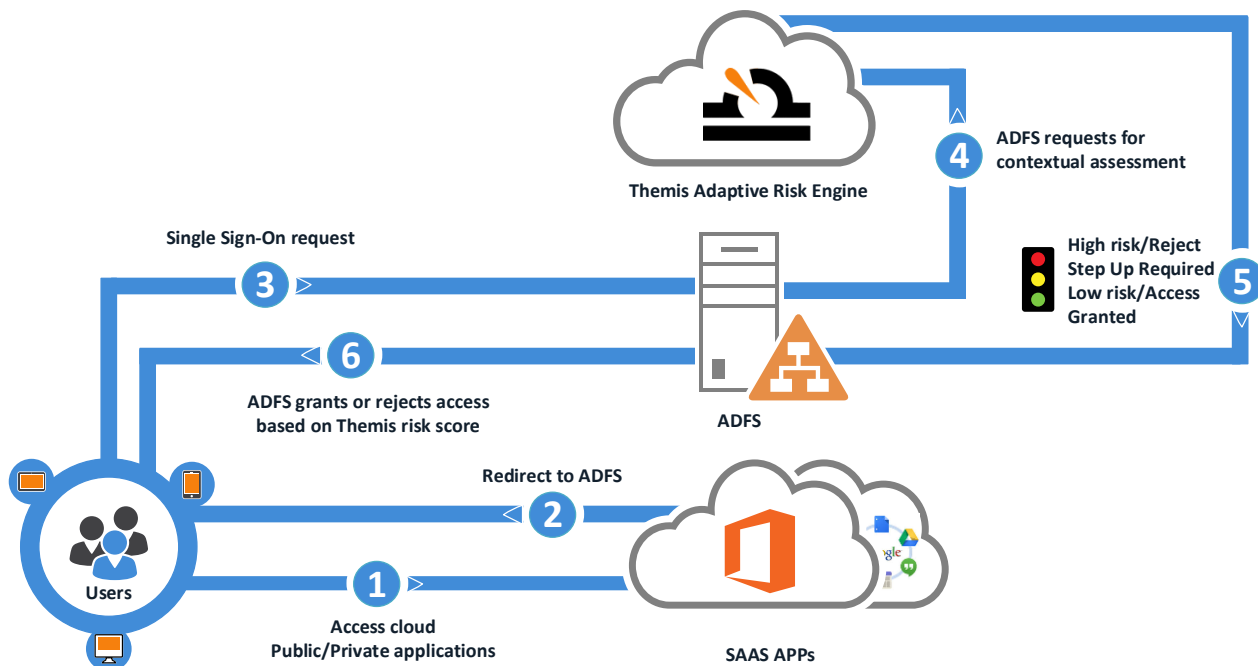 4
ADFS requests for
contextual assessment
Themis Adaptive Risk Engine
Single Sign-On request
3
High risk/Reject
Step Up Required
Low risk/Access
Granted
5
6
ADFS grants or rejects access
based on Themis risk score
ADFS
Redirect to ADFS
2
ogle
Users
1
Access cloud
Public/Private applications
SAAS APPs